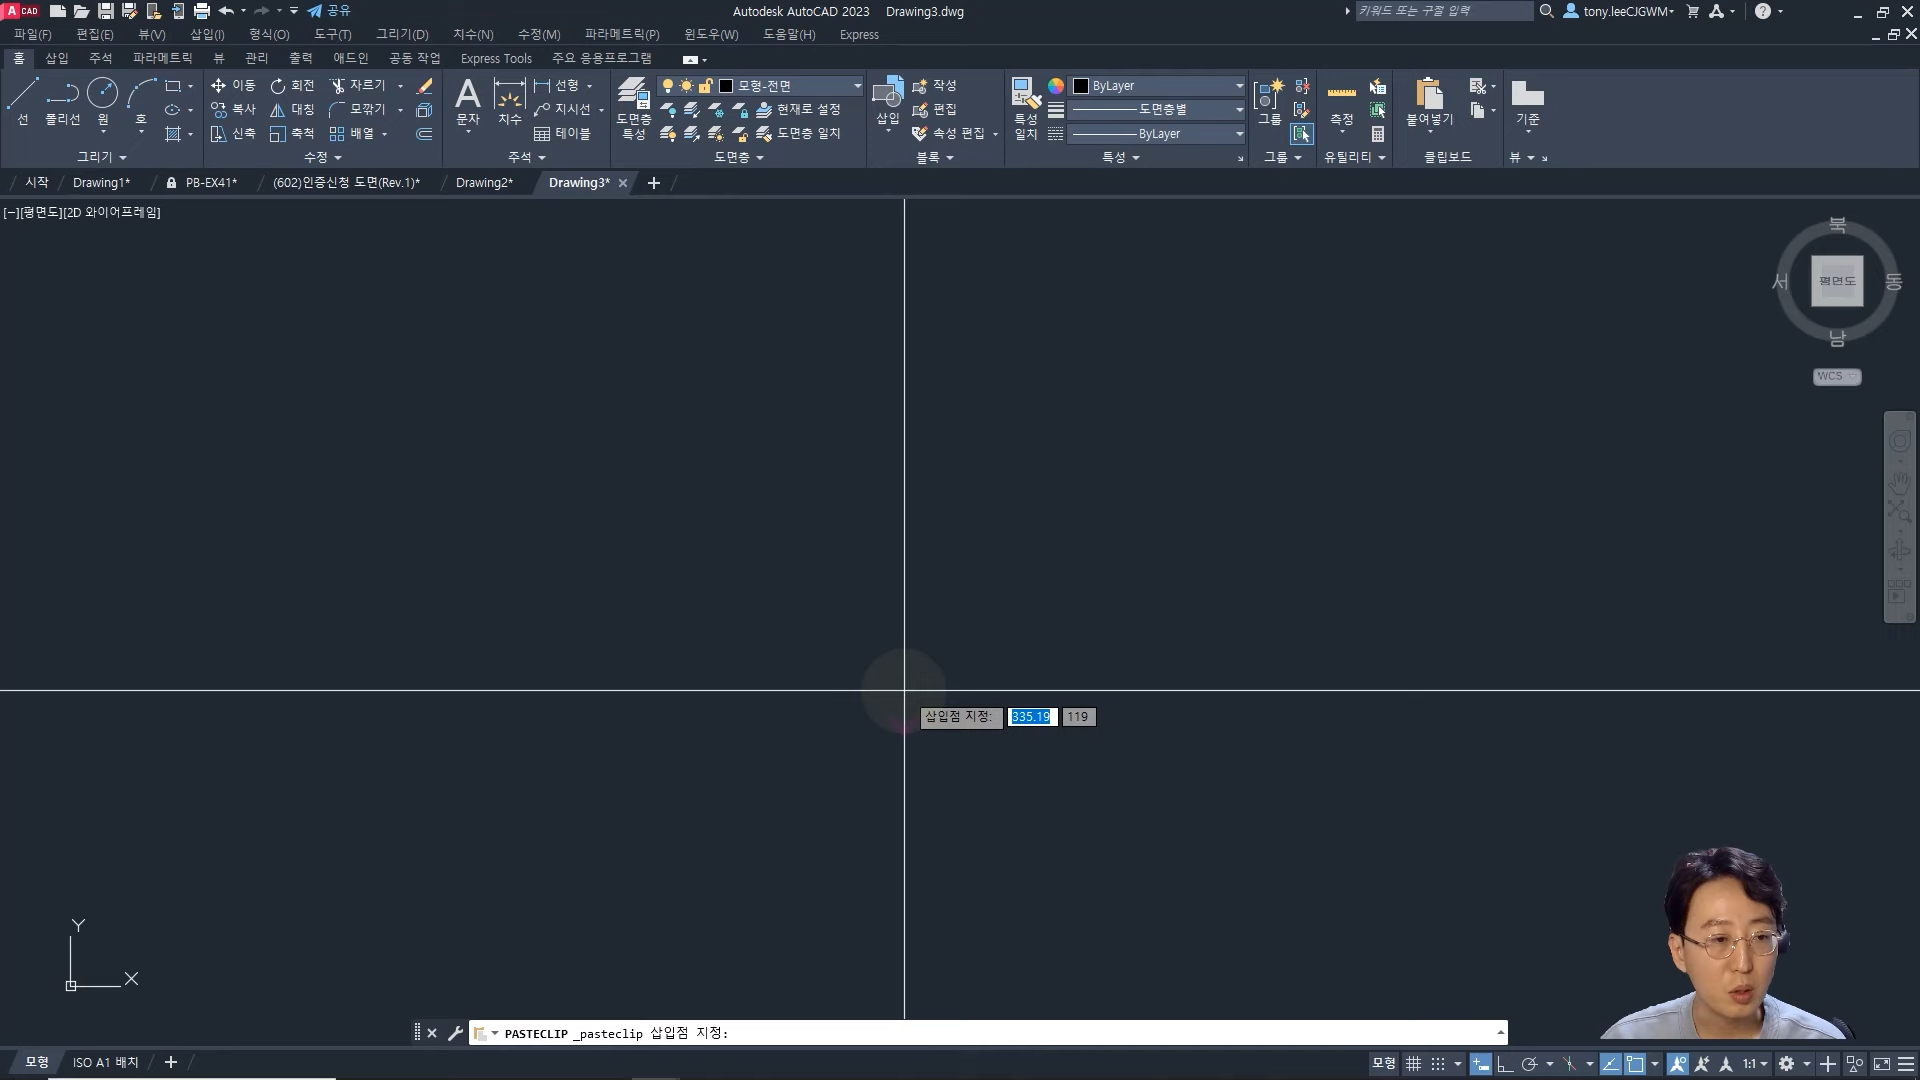 A CAD
공유
Autodesk AutoCAD 2023 Drawing3.dwg
키워드 또는 구절 입력
tony.leeCJGWM
파일(F) 편집(E) 뷰(V) 삽입(I) 형식(O) 도구(T) 그리기(D) 치수(N) 수정(M) 파라메트릭(P) 윈도우(W) 도움말(H) Express
홈 삽입 주석 파라메트릭 뷰 관리 출력 애드인 공동 작업 Express Tools 주요 응용프로그램
선 폴리선 원 호
이동 회전 자르기
복사 대칭 모깎기
신축 축척 배열
문자 치수
선형
지시선
테이블
도면층 특성
모형-전면
현재로 설정
도면층 일치
삽입
작성
편집
속성 편집
특성 일치
ByLayer
도면층별
ByLayer
그룹
측정
붙여넣기
기준
그리기 수정 주석 도면층 블록 특성 그룹 유틸리티 클립보드 뷰
시작 Drawing1* PB-EX41* (602)인증신청 도면(Rev.1)* Drawing2* Drawing3*
[−][평면도][2D 와이어프레임]
북
서 평면도 동
남
WCS
삽입점 지정: 335.19 119
Y
X
PASTECLIP _pasteclip 삽입점 지정:
모형 ISO A1 배치
모형
1:1